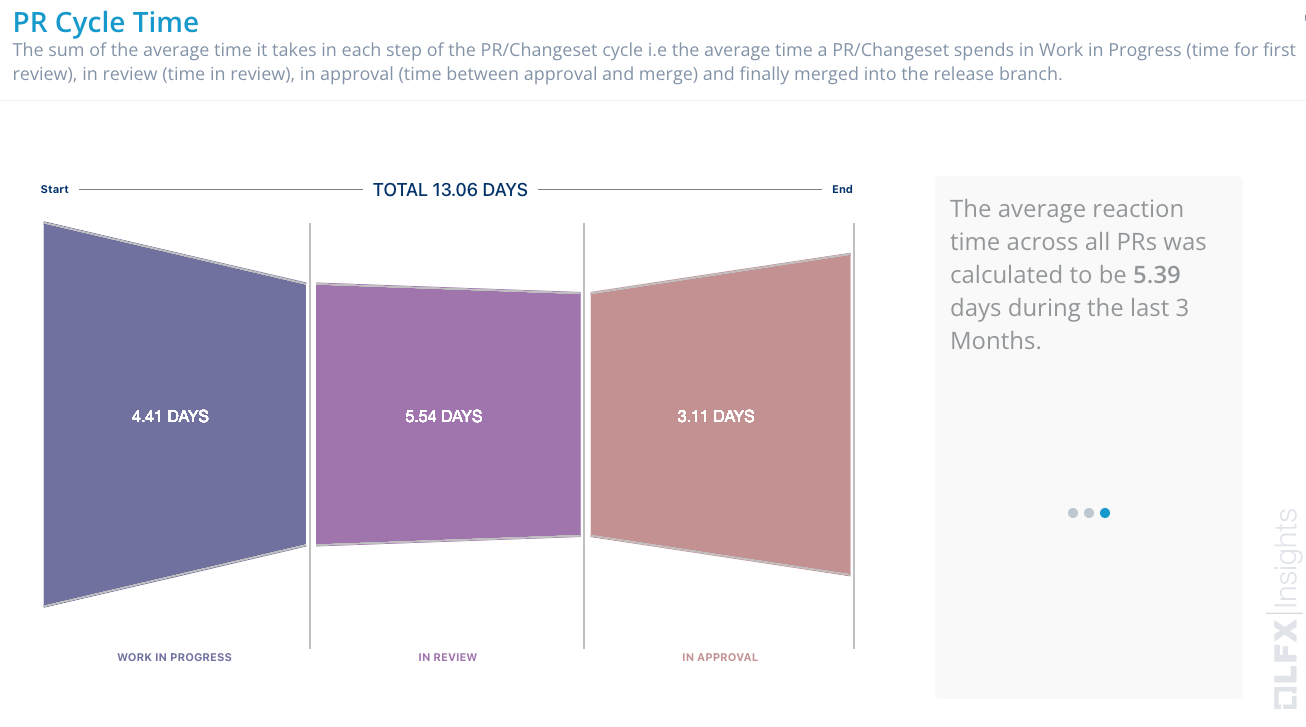 PR Cycle Time
The sum of the average time it takes in each step of the PR/Changeset cycle i.e the average time a PR/Changeset spends in Work in Progress (time for first
review), in review (time in review), in approval (time between approval and merge) and finally merged into the release branch.
Start
TOTAL 13.06 DAYS
End
4.41 DAYS
5.54 DAYS
3.11 DAYS
WORK IN PROGRESS
IN REVIEW
IN APPROVAL
The average reaction
time across all PRs was
calculated to be 5.39
days during the last 3
Months.
LFX|Insights